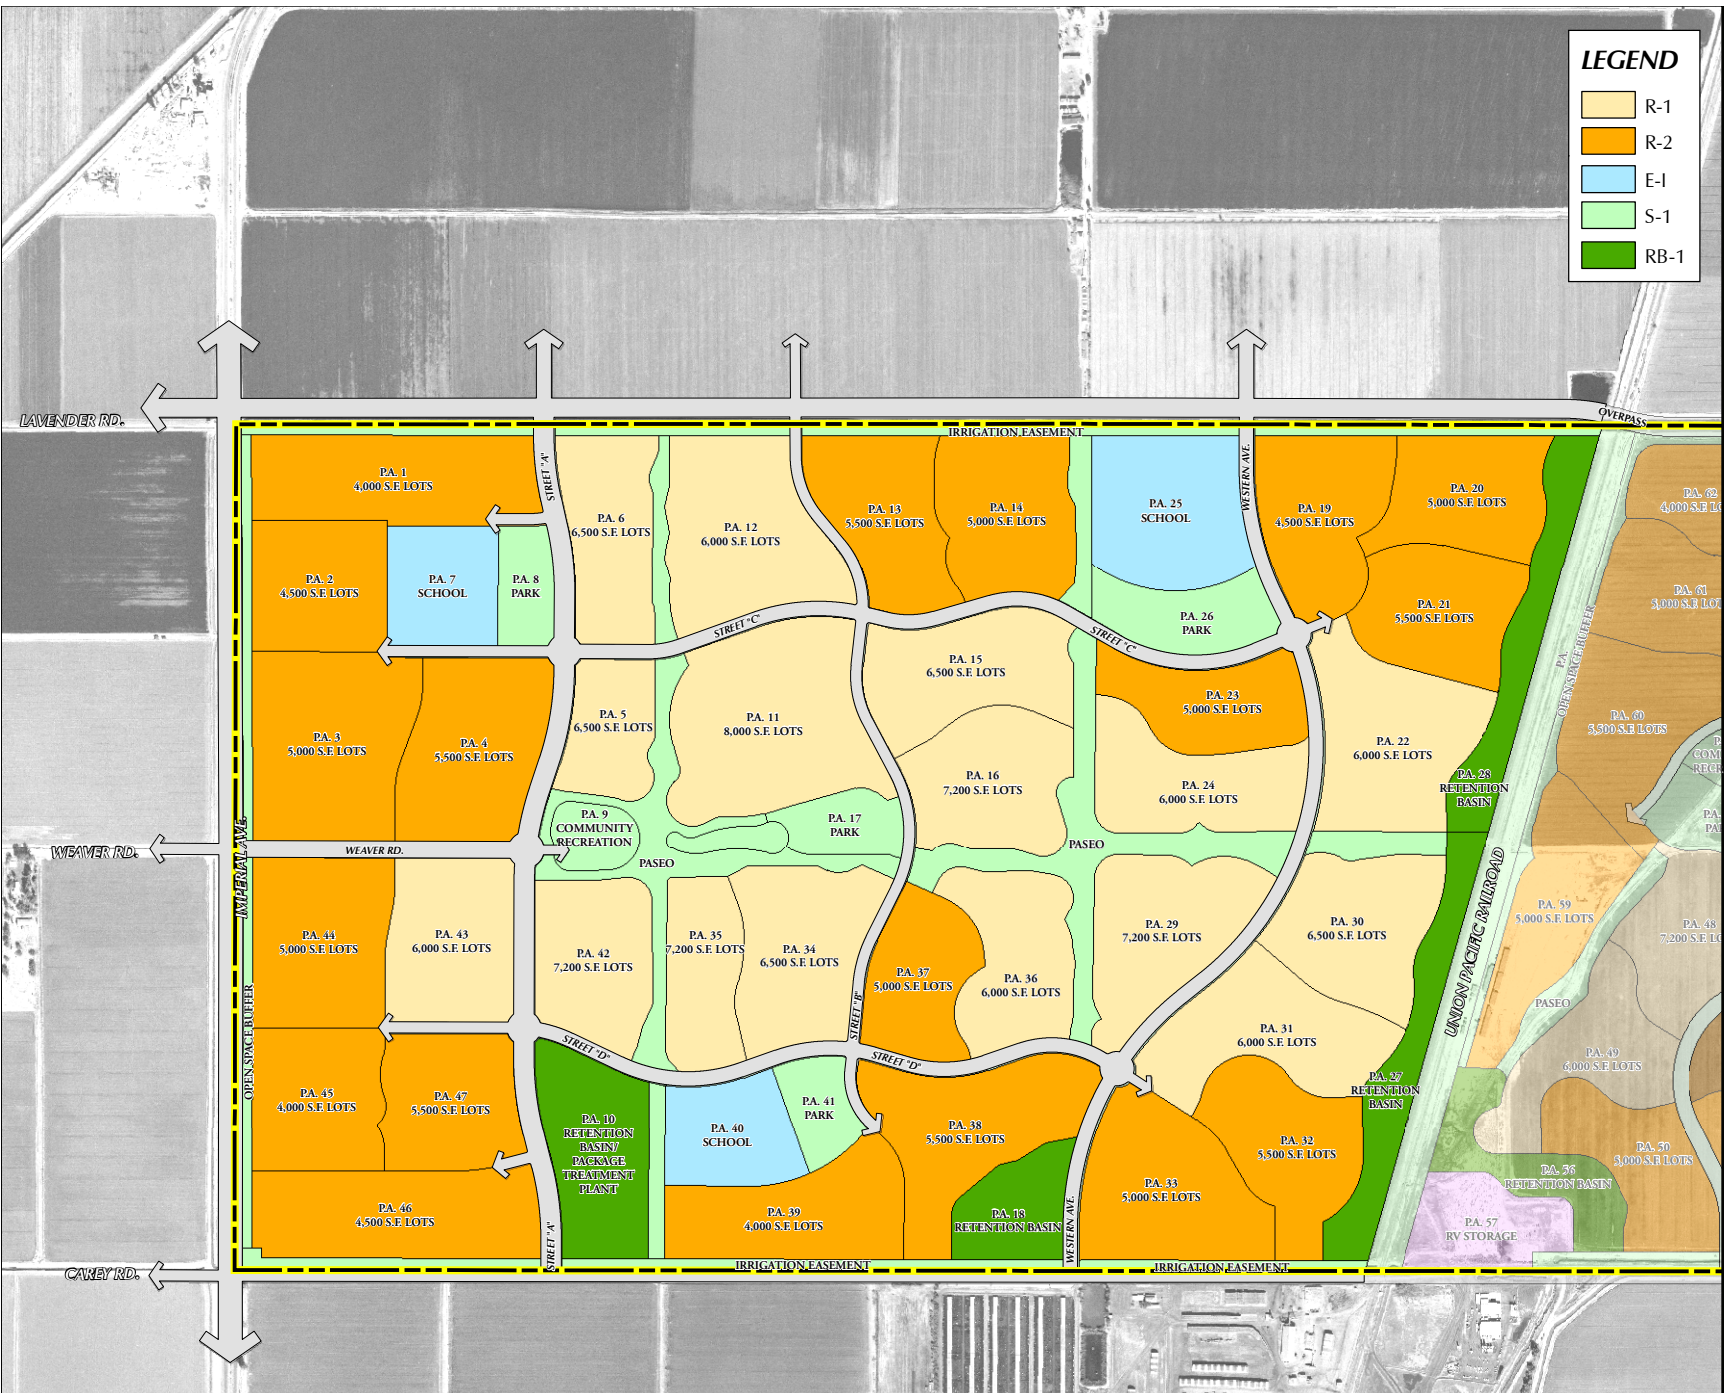 LEGEND
R-1
R-2
E-I
S-1
RB-1
LAVENDER RD.
OVERPASS
IRRIGATION EASEMENT
P.A. 1
4,000 S.F. LOTS
STREET "A"
P.A. 6
6,500 S.F. LOTS
P.A. 12
6,000 S.F. LOTS
P.A. 13
5,500 S.F. LOTS
P.A. 14
5,000 S.F. LOTS
P.A. 25
SCHOOL
WESTERN AVE.
P.A. 19
4,500 S.F. LOTS
P.A. 20
5,000 S.F. LOTS
P.A. 62
P.A. 2
4,500 S.F. LOTS
P.A. 7
SCHOOL
P.A. 8
PARK
STREET "C"
STREET "C"
P.A. 26
PARK
P.A. 21
5,500 S.F. LOTS
P.A. 61
P.A.
OPEN SPACE BUFFER
P.A. 3
5,000 S.F. LOTS
P.A. 4
5,500 S.F. LOTS
P.A. 5
6,500 S.F. LOTS
P.A. 11
8,000 S.F. LOTS
P.A. 15
6,500 S.F. LOTS
P.A. 16
7,200 S.F. LOTS
P.A. 23
5,000 S.F. LOTS
P.A. 24
6,000 S.F. LOTS
P.A. 22
6,000 S.F. LOTS
P.A. 28
RETENTION
BASIN
P.A. 60
5,500 S.F. LOTS
P.A. 9
COMMUNITY
RECREATION
P.A. 17
PARK
PASEO
PASEO
WEAVER RD.
WEAVER RD.
IMPERIAL AVE.
UNION PACIFIC RAILROAD
P.A. 44
5,000 S.F. LOTS
P.A. 43
6,000 S.F. LOTS
P.A. 42
7,200 S.F. LOTS
P.A. 35
7,200 S.F. LOTS
P.A. 34
6,500 S.F. LOTS
P.A. 37
5,000 S.F. LOTS
P.A. 36
6,000 S.F. LOTS
P.A. 29
7,200 S.F. LOTS
P.A. 30
6,500 S.F. LOTS
P.A. 59
5,000 S.F. LOTS
P.A. 48
PASEO
OPEN SPACE BUFFER
STREET "D"
STREET "B"
STREET "D"
P.A. 31
6,000 S.F. LOTS
P.A. 49
6,000 S.F. LOTS
P.A. 45
4,000 S.F. LOTS
P.A. 47
5,500 S.F. LOTS
P.A. 10
RETENTION
BASIN/
PACKAGE
TREATMENT
PLANT
P.A. 40
SCHOOL
P.A. 41
PARK
P.A. 38
5,500 S.F. LOTS
P.A. 27
RETENTION
BASIN
P.A. 32
5,500 S.F. LOTS
P.A. 50
5,000 S.F. LOTS
P.A. 56
RETENTION BASIN
P.A. 46
4,500 S.F. LOTS
STREET "A"
P.A. 39
4,000 S.F. LOTS
P.A. 18
RETENTION BASIN
WESTERN AVE.
P.A. 33
5,000 S.F. LOTS
P.A. 57
RV STORAGE
CAREY RD.
IRRIGATION EASEMENT
IRRIGATION EASEMENT